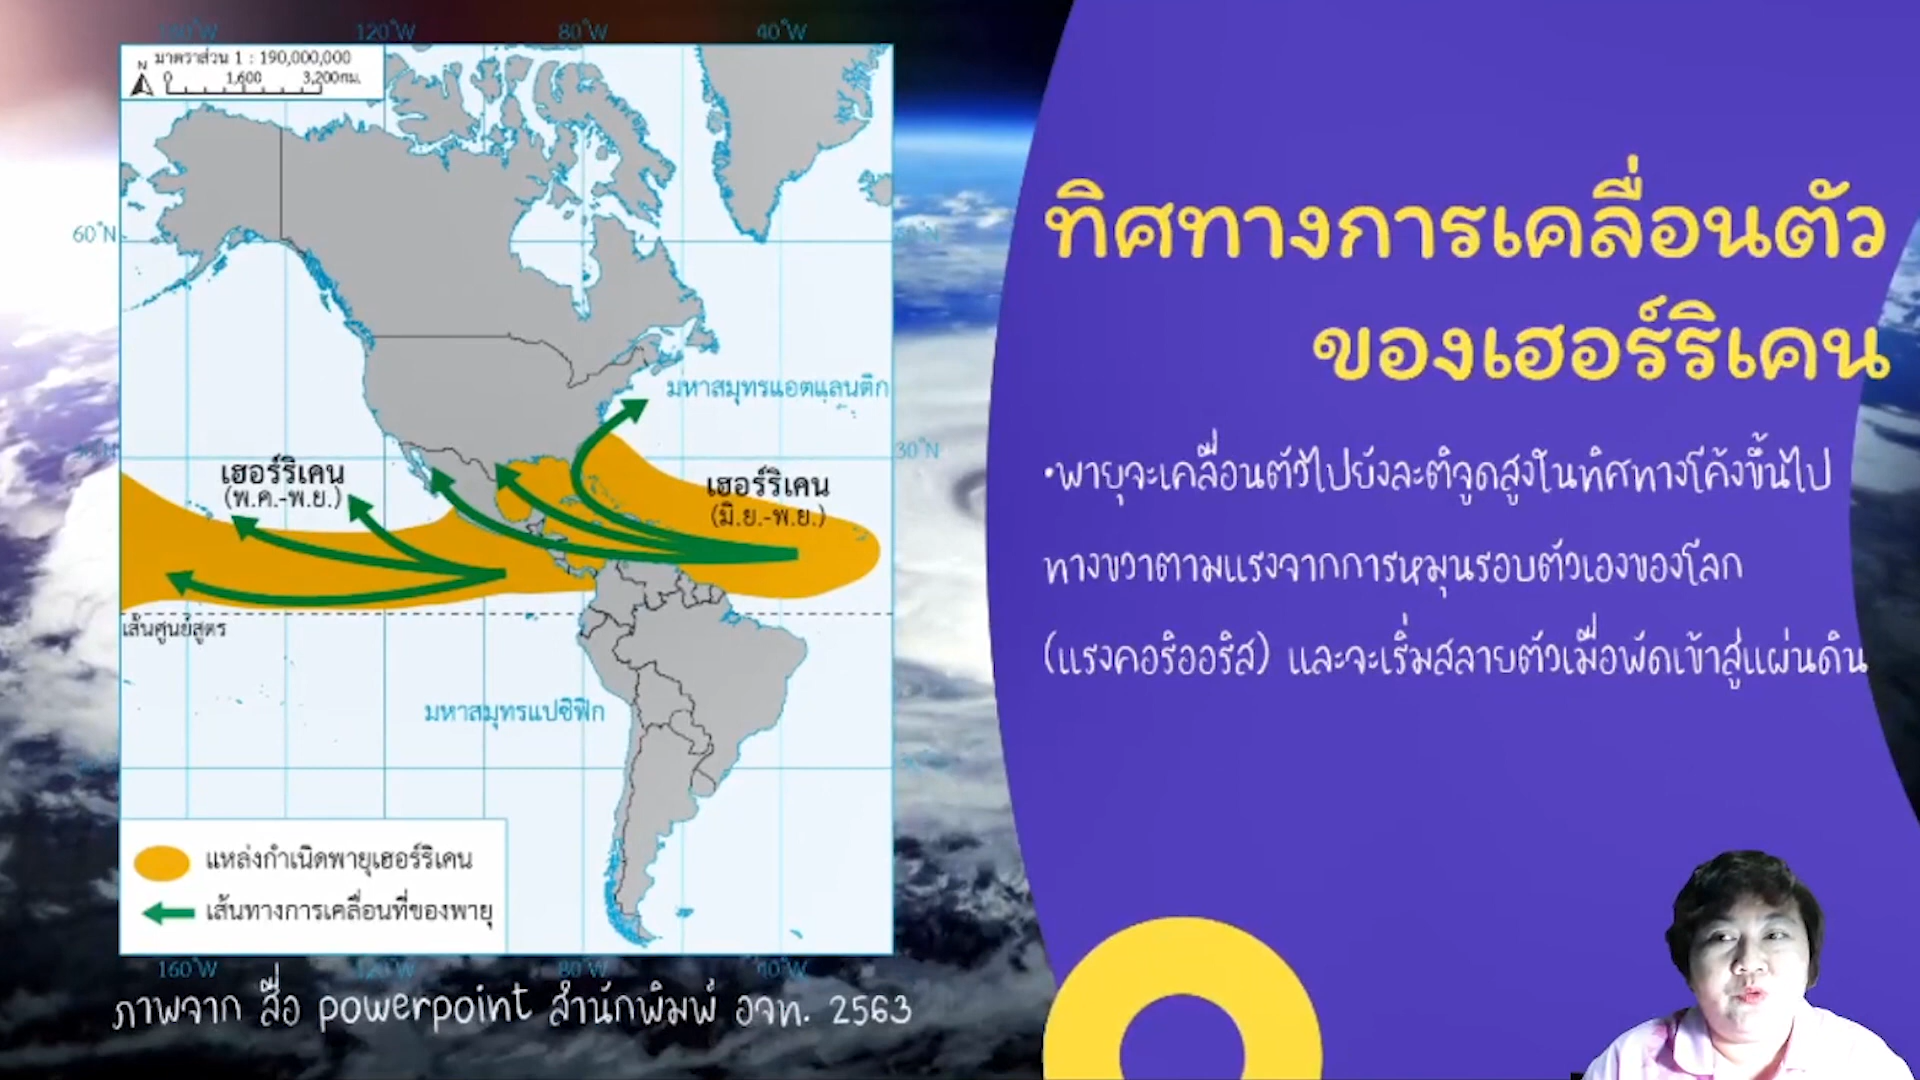 160°W 120°W 80°W 40°W
มาตราส่วน 1 : 190,000,000
N 0 1,600 3,200กม.
60°N
มหาสมุทรแอตแลนติก
30°N
เฮอร์ริเคน
(พ.ค.-พ.ย.)
เฮอร์ริเคน
(มิ.ย.-พ.ย.)
เส้นศูนย์สูตร
มหาสมุทรแปซิฟิก
แหล่งกำเนิดพายุเฮอร์ริเคน
เส้นทางการเคลื่อนที่ของพายุ
160°W 120°W 80°W 40°W
ภาพจาก สื่อ powerpoint สำนักพิมพ์ อจท. 2563
ทิศทางการเคลื่อนตัว
ของเฮอร์ริเคน
•พายุจะเคลื่อนตัวไปยังละติจูดสูงในทิศทางโค้งขึ้นไป
ทางขวาตามแรงจากการหมุนรอบตัวเองของโลก
(แรงคอริออริส) และจะเริ่มสลายตัวเมื่อพัดเข้าสู่แผ่นดิน